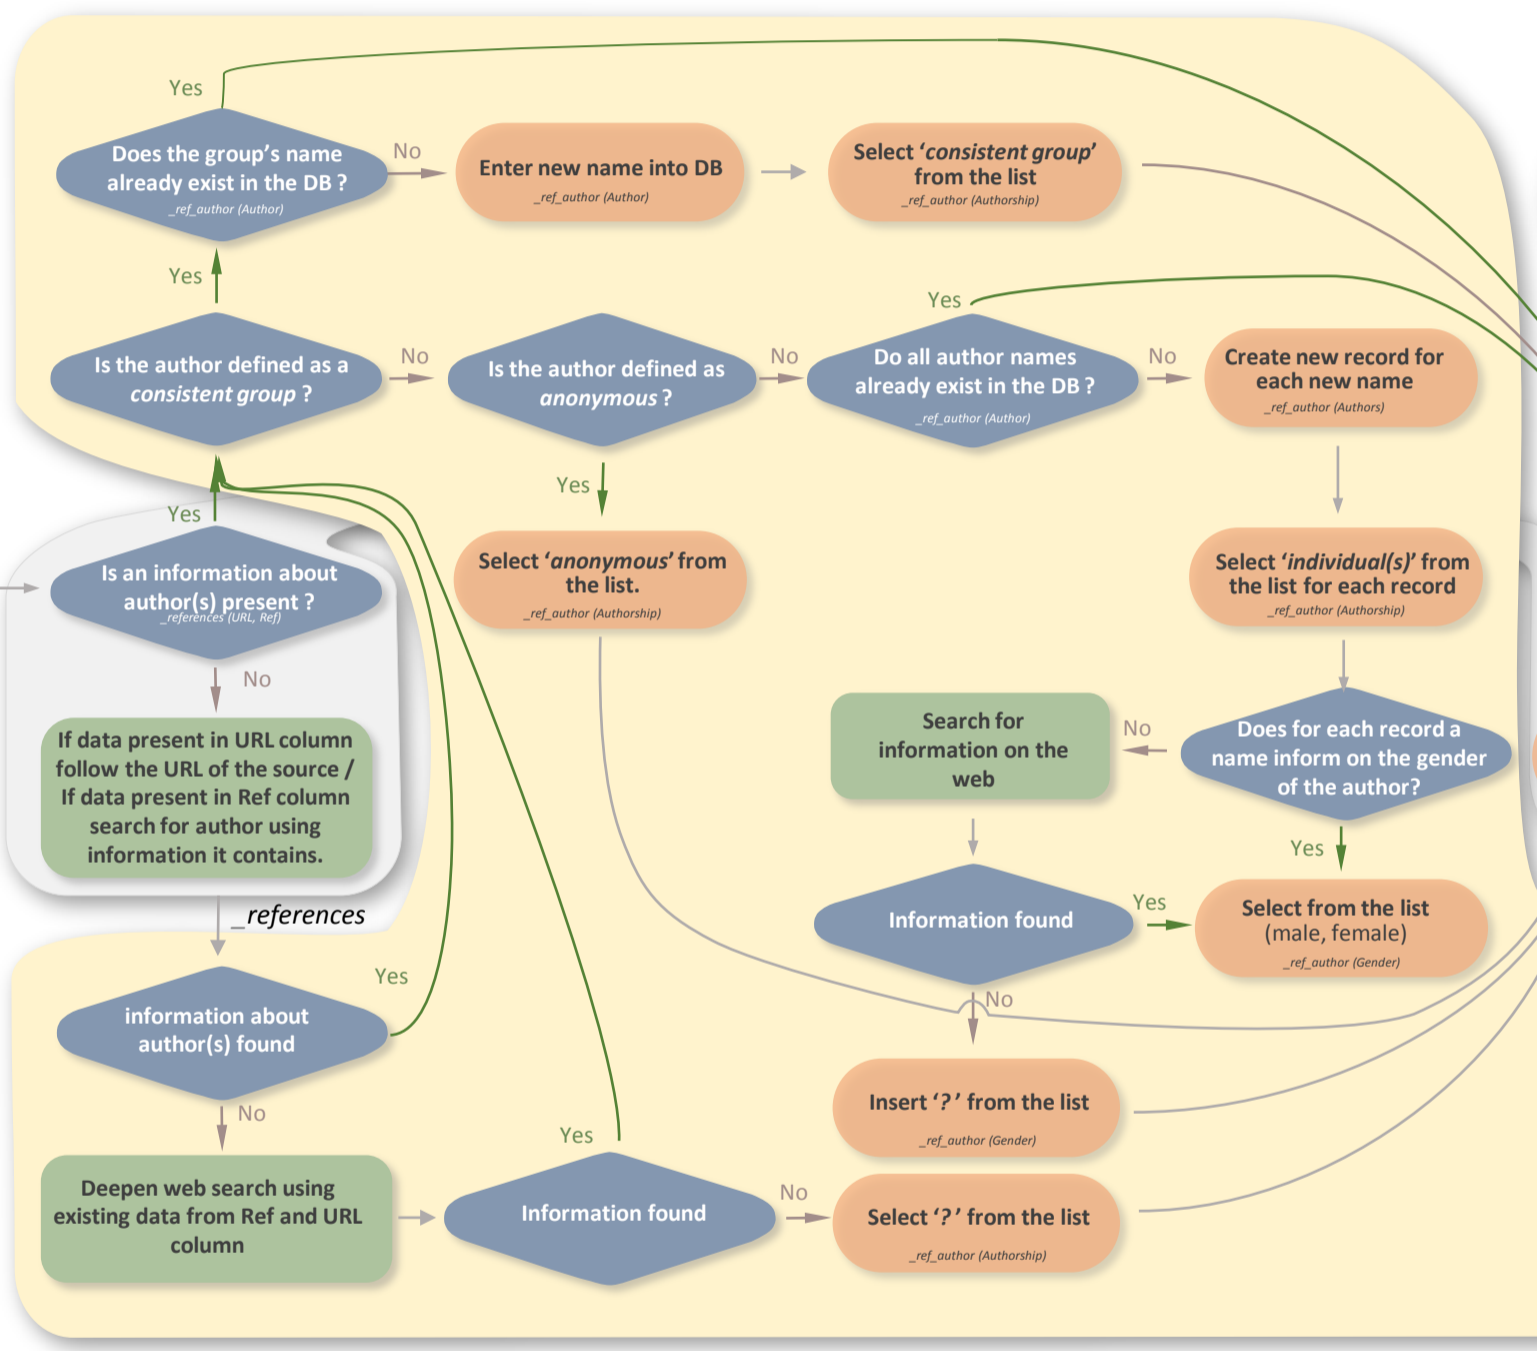 Yes
Does the group's name
already exist in the DB ?
_ref_author (Author)
No
Enter new name into DB
_ref_author (Author)
Select ‘consistent group’
from the list
_ref_author (Authorship)
Yes
Is the author defined as a
consistent group ?
No
Is the author defined as
anonymous ?
No
Yes
Do all author names
already exist in the DB ?
_ref_author (Author)
No
Create new record for
each new name
_ref_author (Authors)
Yes
Yes
Is an information about
author(s) present ?
_references (URL, Ref)
Select ‘anonymous’ from
the list.
_ref_author (Authorship)
Select ‘individual(s)’ from
the list for each record
_ref_author (Authorship)
No
If data present in URL column
follow the URL of the source /
If data present in Ref column
search for author using
information it contains.
Search for
information on the
web
No
Does for each record a
name inform on the gender
of the author?
Yes
_references
Information found
Yes
Select from the list
(male, female)
_ref_author (Gender)
Yes
information about
author(s) found
No
No
Insert ‘?’ from the list
_ref_author (Gender)
Deepen web search using
existing data from Ref and URL
column
Yes
Information found
No
Select ‘?’ from the list
_ref_author (Authorship)